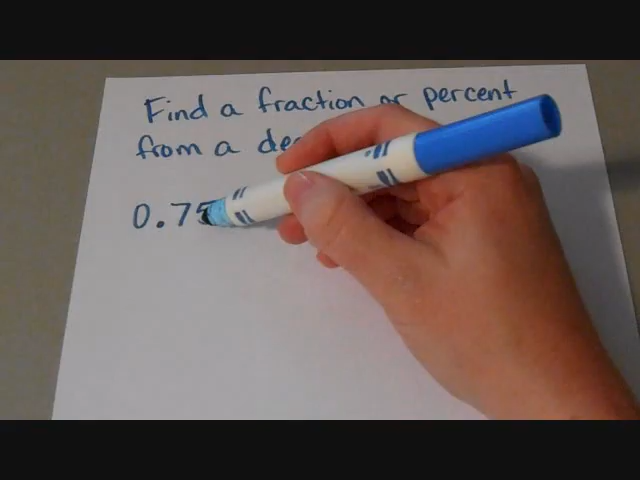 Find a fraction or percent
from a
0.75